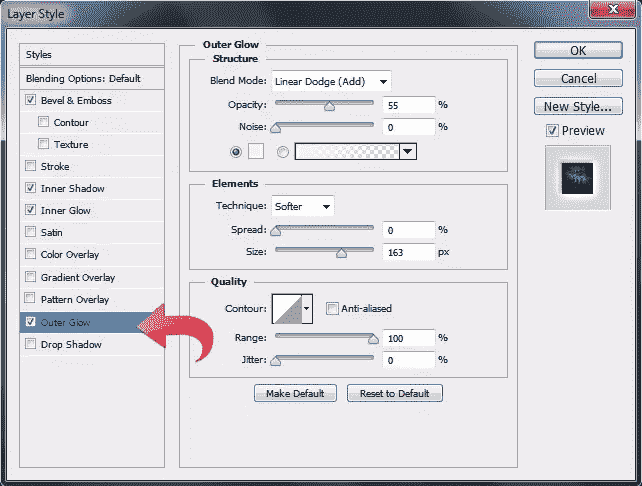 Layer Style
Styles
Blending Options: Default
Bevel & Emboss
Contour
Texture
Stroke
Inner Shadow
Inner Glow
Satin
Color Overlay
Gradient Overlay
Pattern Overlay
Outer Glow
Drop Shadow
Outer Glow
Structure
Blend Mode: Linear Dodge (Add)
Opacity: 55 %
Noise: 0 %
Elements
Technique: Softer
Spread: 0 %
Size: 163 px
Quality
Contour: Anti-aliased
Range: 100 %
Jitter: 0 %
Make Default Reset to Default
OK
Cancel
New Style...
Preview